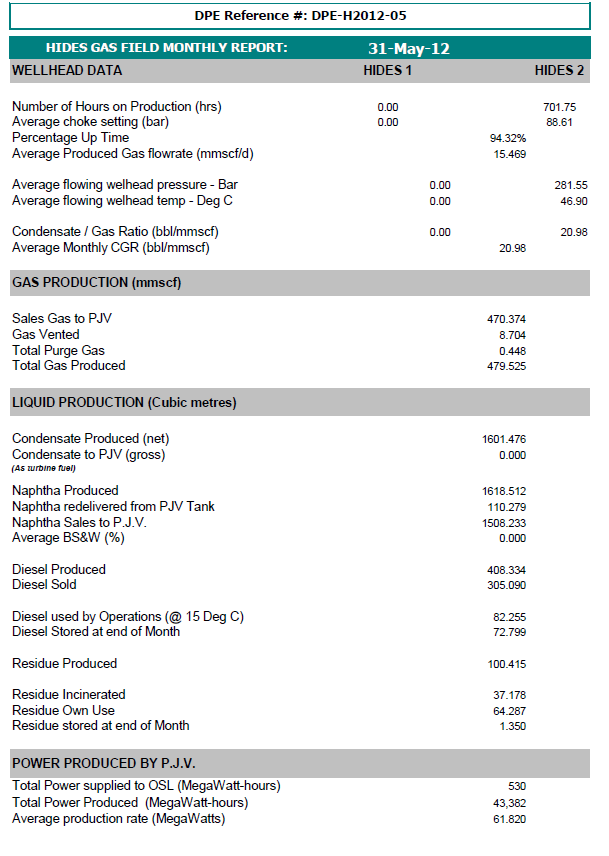 DPE Reference #: DPE-H2012-05
HIDES GAS FIELD MONTHLY REPORT: 31-May-12
WELLHEAD DATA HIDES 1 HIDES 2
Number of Hours on Production (hrs) 0.00 701.75
Average choke setting (bar) 0.00 88.61
Percentage Up Time 94.32%
Average Produced Gas flowrate (mmscf/d) 15.469
Average flowing welhead pressure - Bar 0.00 281.55
Average flowing welhead temp - Deg C 0.00 46.90
Condensate / Gas Ratio (bbl/mmscf) 0.00 20.98
Average Monthly CGR (bbl/mmscf) 20.98
GAS PRODUCTION (mmscf)
Sales Gas to PJV 470.374
Gas Vented 8.704
Total Purge Gas 0.448
Total Gas Produced 479.525
LIQUID PRODUCTION (Cubic metres)
Condensate Produced (net) 1601.476
Condensate to PJV (gross) 0.000
(As turbine fuel)
Naphtha Produced 1618.512
Naphtha redelivered from PJV Tank 110.279
Naphtha Sales to P.J.V. 1508.233
Average BS&W (%) 0.000
Diesel Produced 408.334
Diesel Sold 305.090
Diesel used by Operations (@ 15 Deg C) 82.255
Diesel Stored at end of Month 72.799
Residue Produced 100.415
Residue Incinerated 37.178
Residue Own Use 64.287
Residue stored at end of Month 1.350
POWER PRODUCED BY P.J.V.
Total Power supplied to OSL (MegaWatt-hours) 530
Total Power Produced (MegaWatt-hours) 43,382
Average production rate (MegaWatts) 61.820